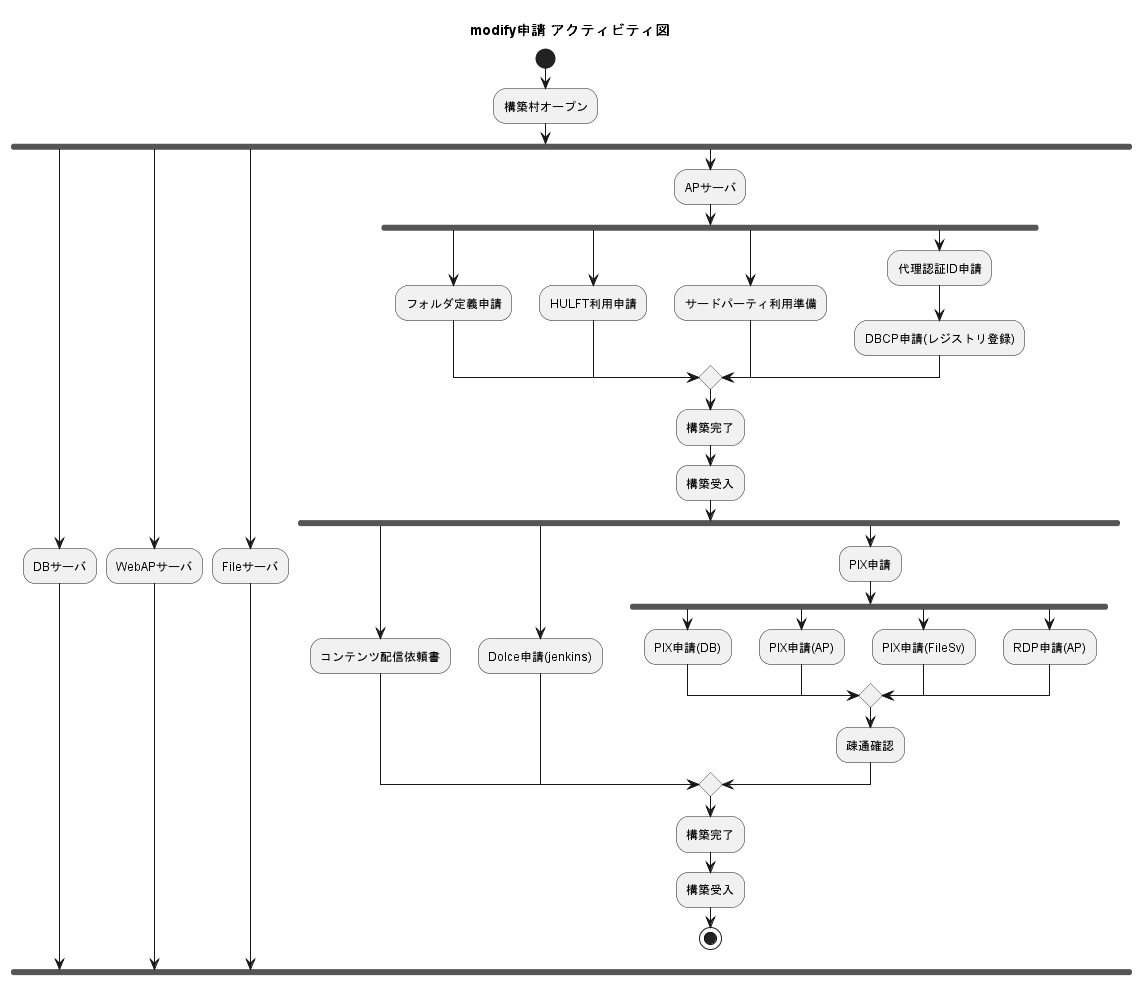 modify申請 アクティビティ図
構築村オープン
APサーバ
代理認証ID申請
フォルダ定義申請
HULFT利用申請
サードパーティ利用準備
DBCP申請(レジストリ登録)
構築完了
構築受入
DBサーバ
WebAPサーバ
Fileサーバ
PIX申請
コンテンツ配信依頼書
Dolce申請(jenkins)
PIX申請(DB)
PIX申請(AP)
PIX申請(FileSv)
RDP申請(AP)
疎通確認
構築完了
構築受入